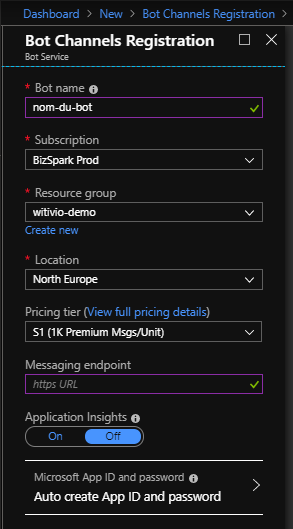 Dashboard > New > Bot Channels Registration >
Bot Channels Registration
Bot Service
* Bot name
nom-du-bot
* Subscription
BizSpark Prod
* Resource group
witivio-demo
Create new
* Location
North Europe
Pricing tier (View full pricing details)
S1 (1K Premium Msgs/Unit)
Messaging endpoint
https URL
Application Insights
On Off
Microsoft App ID and password
Auto create App ID and password